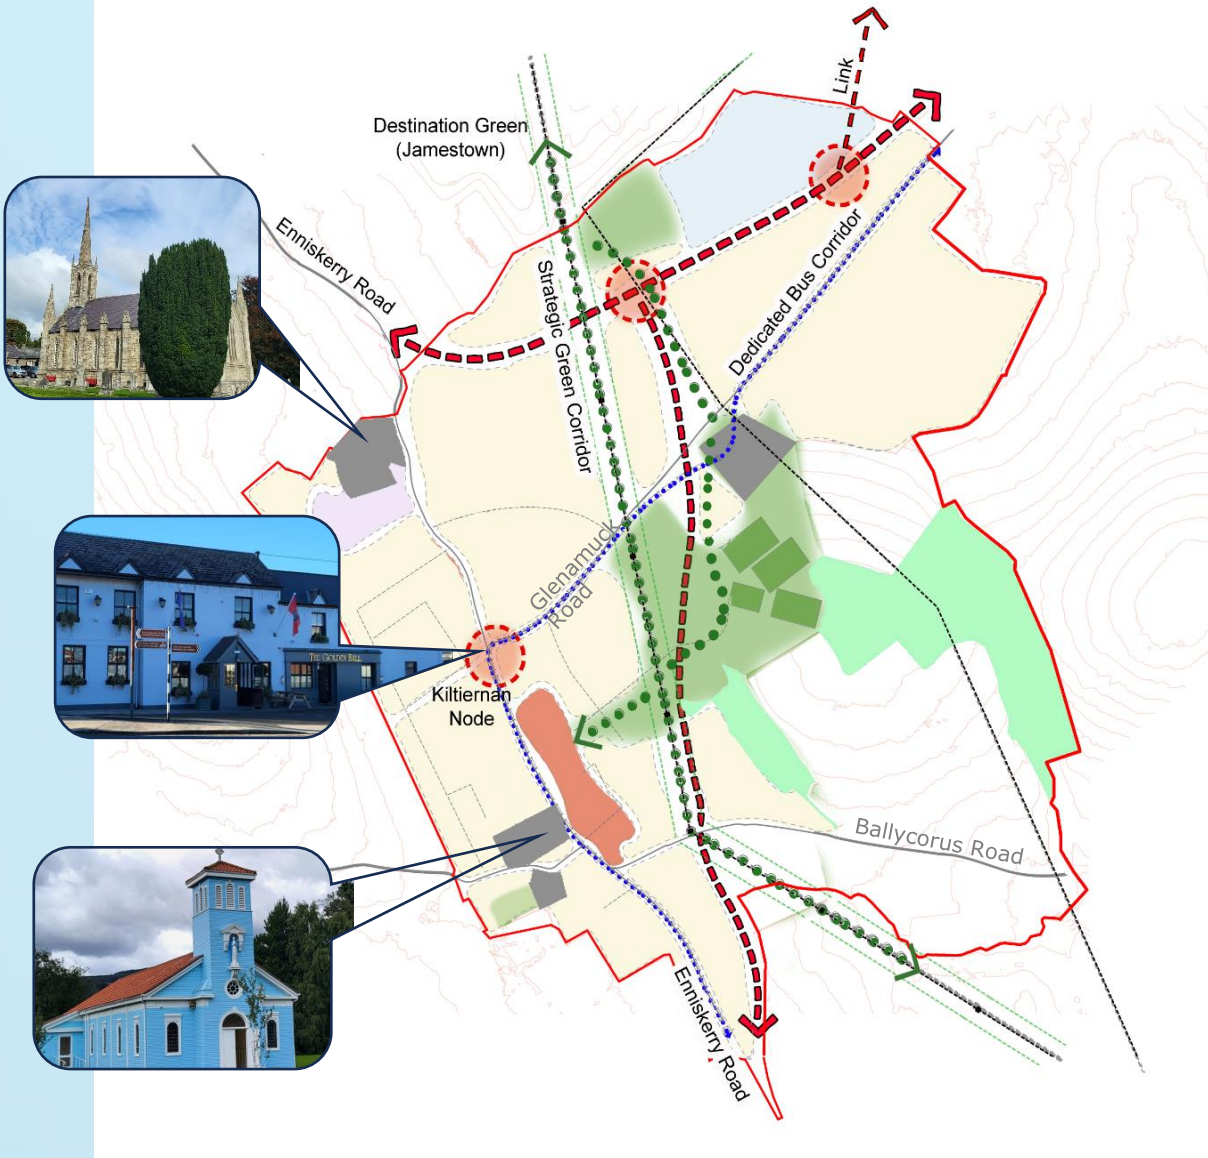 Link
Destination Green
(Jamestown)
Enniskerry Road
Strategic Green Corridor
Dedicated Bus Corridor
Glenamuck
Road
THE GOLDEN BALL
Kiltiernan
Node
Ballycorus Road
Enniskerry Road